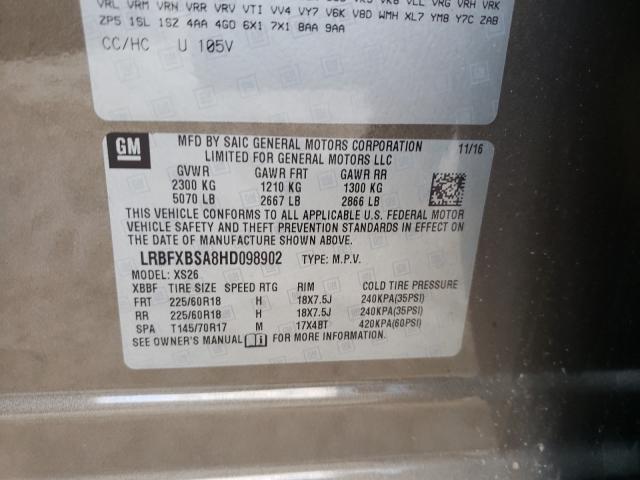 VRL VRM VRN VRR VRV VTI VV4 VY7 V6K V8D WMH XL7 YM8 Y7C ZAB
ZP5 1SL 1SZ 4AA 4GO 6X1 7X1 8AA 9AA
CC/HC U 105V
GM
MFD BY SAIC GENERAL MOTORS CORPORATION 11/16
LIMITED FOR GENERAL MOTORS LLC
GVWR GAWR FRT GAWR RR
2300 KG 1210 KG 1300 KG
5070 LB 2667 LB 2866 LB
THIS VEHICLE CONFORMS TO ALL APPLICABLE U.S. FEDERAL MOTOR
VEHICLE SAFETY AND THEFT PREVENTION STANDARDS IN EFFECT ON
THE DATE OF MANUFACTURE SHOWN ABOVE.
LRBFXBSA8HD098902 TYPE: M.P.V.
MODEL: XS26
XBBF TIRE SIZE SPEED RTG RIM COLD TIRE PRESSURE
FRT 225/60R18 H 18X7.5J 240KPA(35PSI)
RR 225/60R18 H 18X7.5J 240KPA(35PSI)
SPA T145/70R17 M 17X4BT 420KPA(60PSI)
SEE OWNER'S MANUAL FOR MORE INFORMATION.